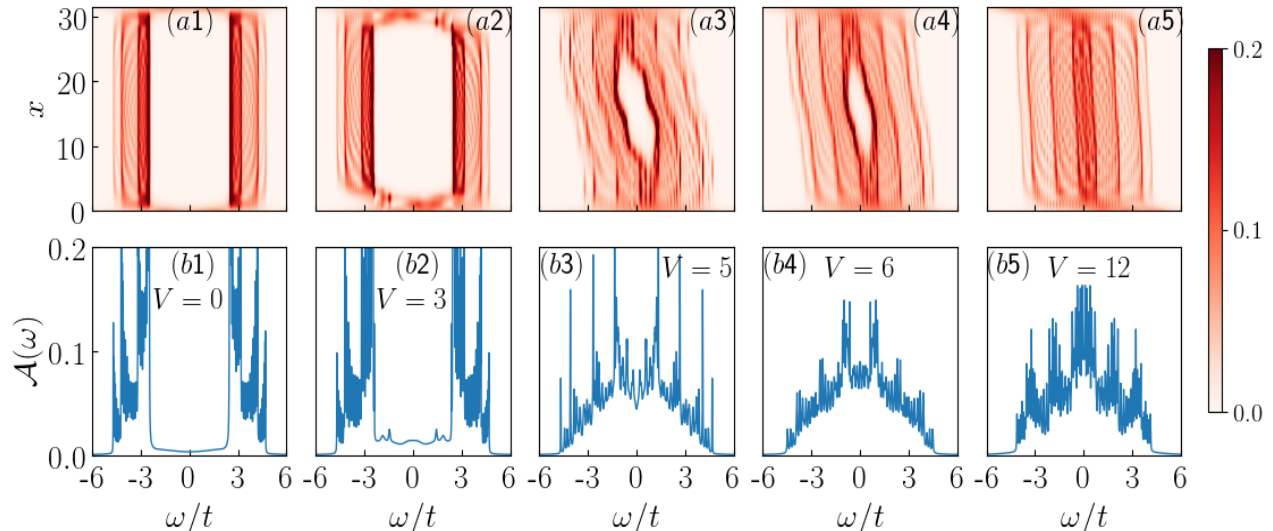 (a1) (a2) (a3) (a4) (a5)
30
20
10
0
x
0.2
0.1
0.0
(b1) (b2) (b3) V = 5 (b4) V = 6 (b5) V = 12
V = 0 V = 3
0.2
0.1
0.0
𝒜(ω)
-6 -3 0 3 6 -6 -3 0 3 6 -6 -3 0 3 6 -6 -3 0 3 6 -6 -3 0 3 6
ω/t ω/t ω/t ω/t ω/t